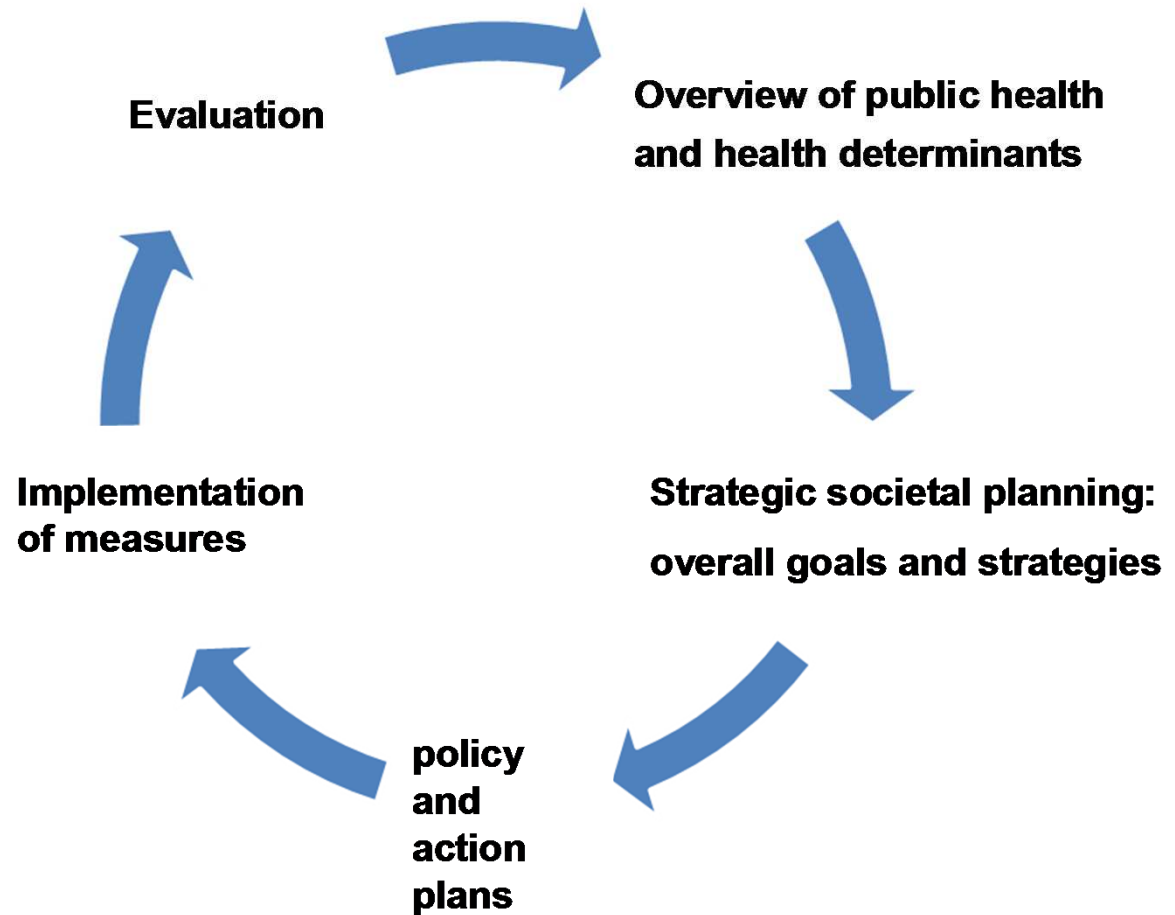 Evaluation
Overview of public health
and health determinants
Strategic societal planning:
overall goals and strategies
policy
and
action
plans
Implementation
of measures